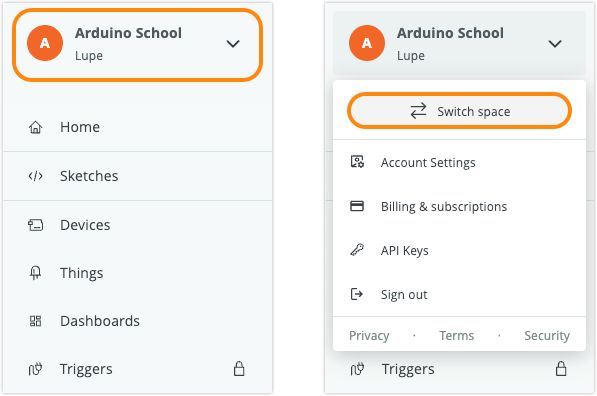 A
Arduino School
Lupe
Home
Sketches
Devices
Things
Dashboards
Triggers
A
Arduino School
Lupe
Switch space
Account Settings
Billing & subscriptions
API Keys
Sign out
Privacy · Terms · Security
Triggers